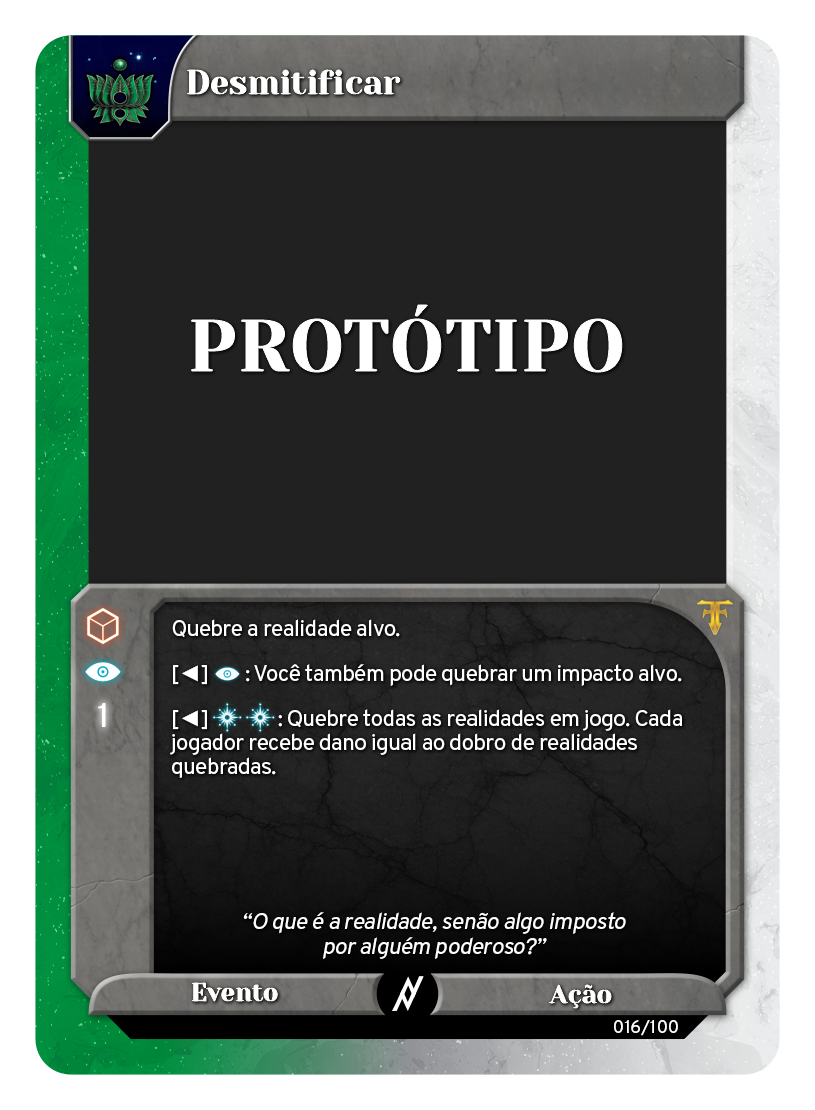 Desmitificar
PROTÓTIPO
Quebre a realidade alvo.
[◄] : Você também pode quebrar um impacto alvo.
1
[◄] : Quebre todas as realidades em jogo. Cada
jogador recebe dano igual ao dobro de realidades
quebradas.
“O que é a realidade, senão algo imposto
por alguém poderoso?”
Evento
Ação
016/100